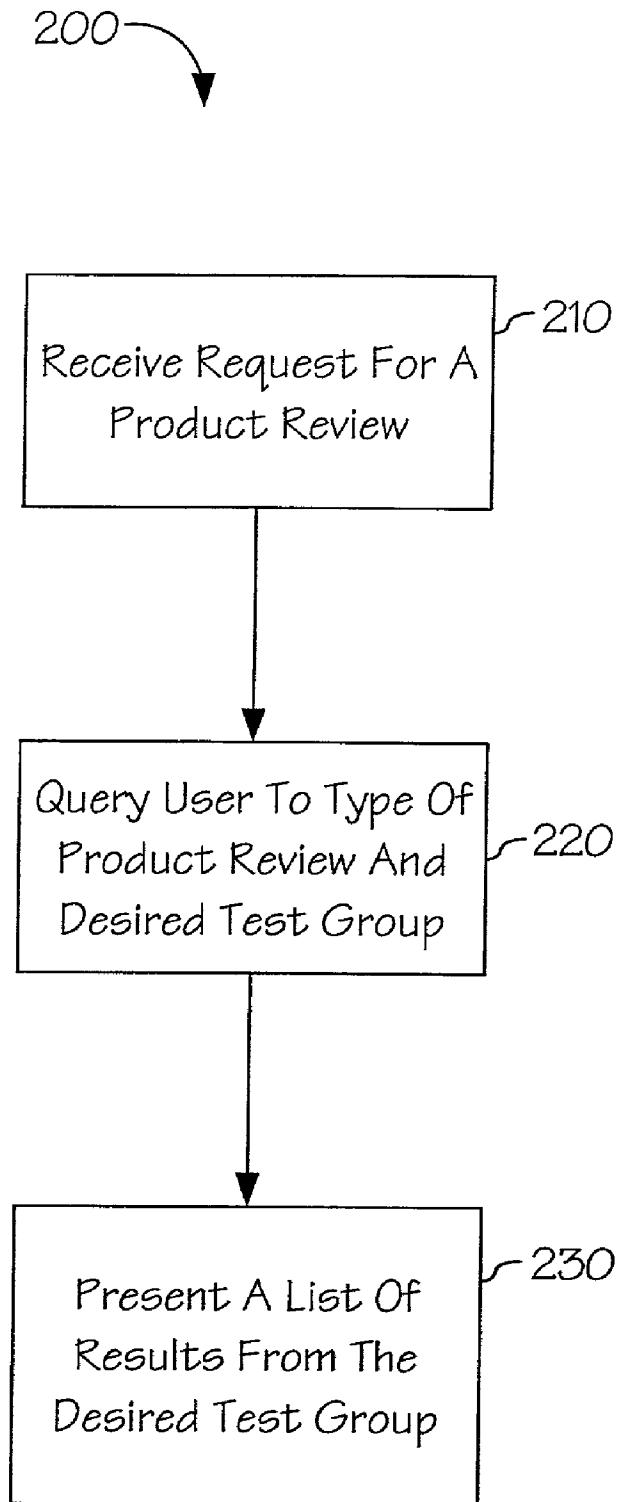 200
Receive Request For A
Product Review
210
Query User To Type Of
Product Review And
Desired Test Group
220
Present A List Of
Results From The
Desired Test Group
230